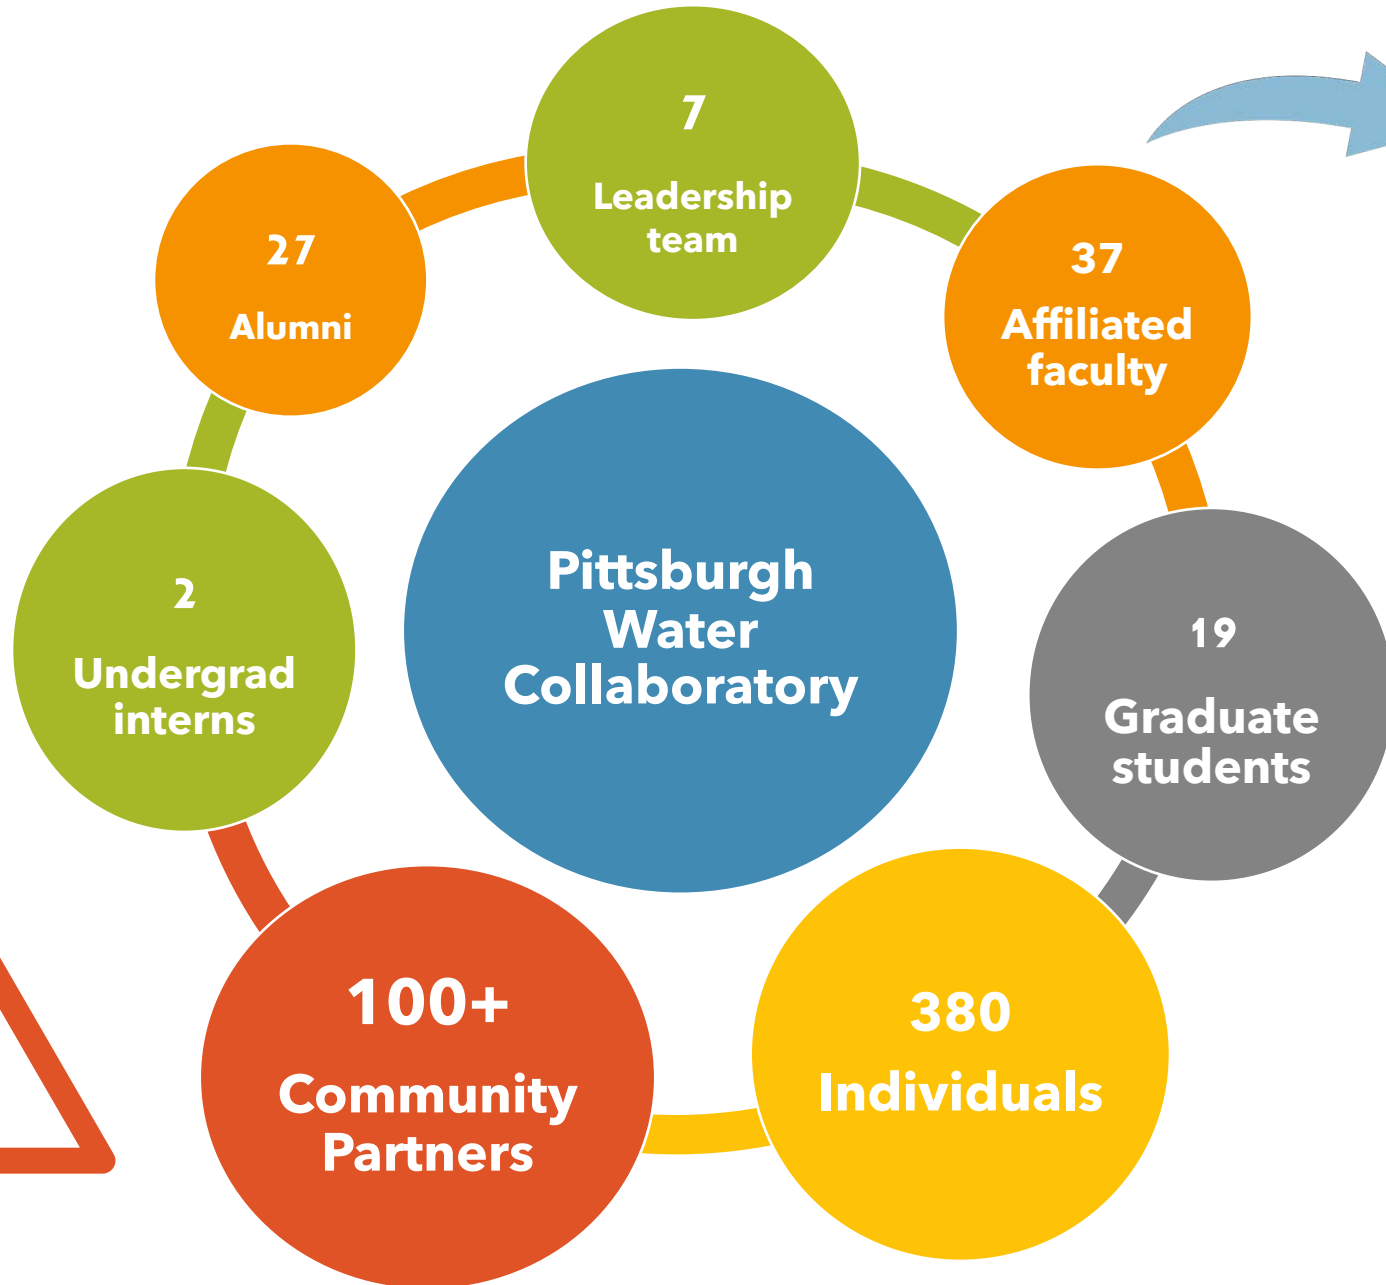 7
Leadership
team
37
Affiliated
faculty
19
Graduate
students
380
Individuals
100+
Community
Partners
2
Undergrad
interns
27
Alumni
Pittsburgh
Water
Collaboratory